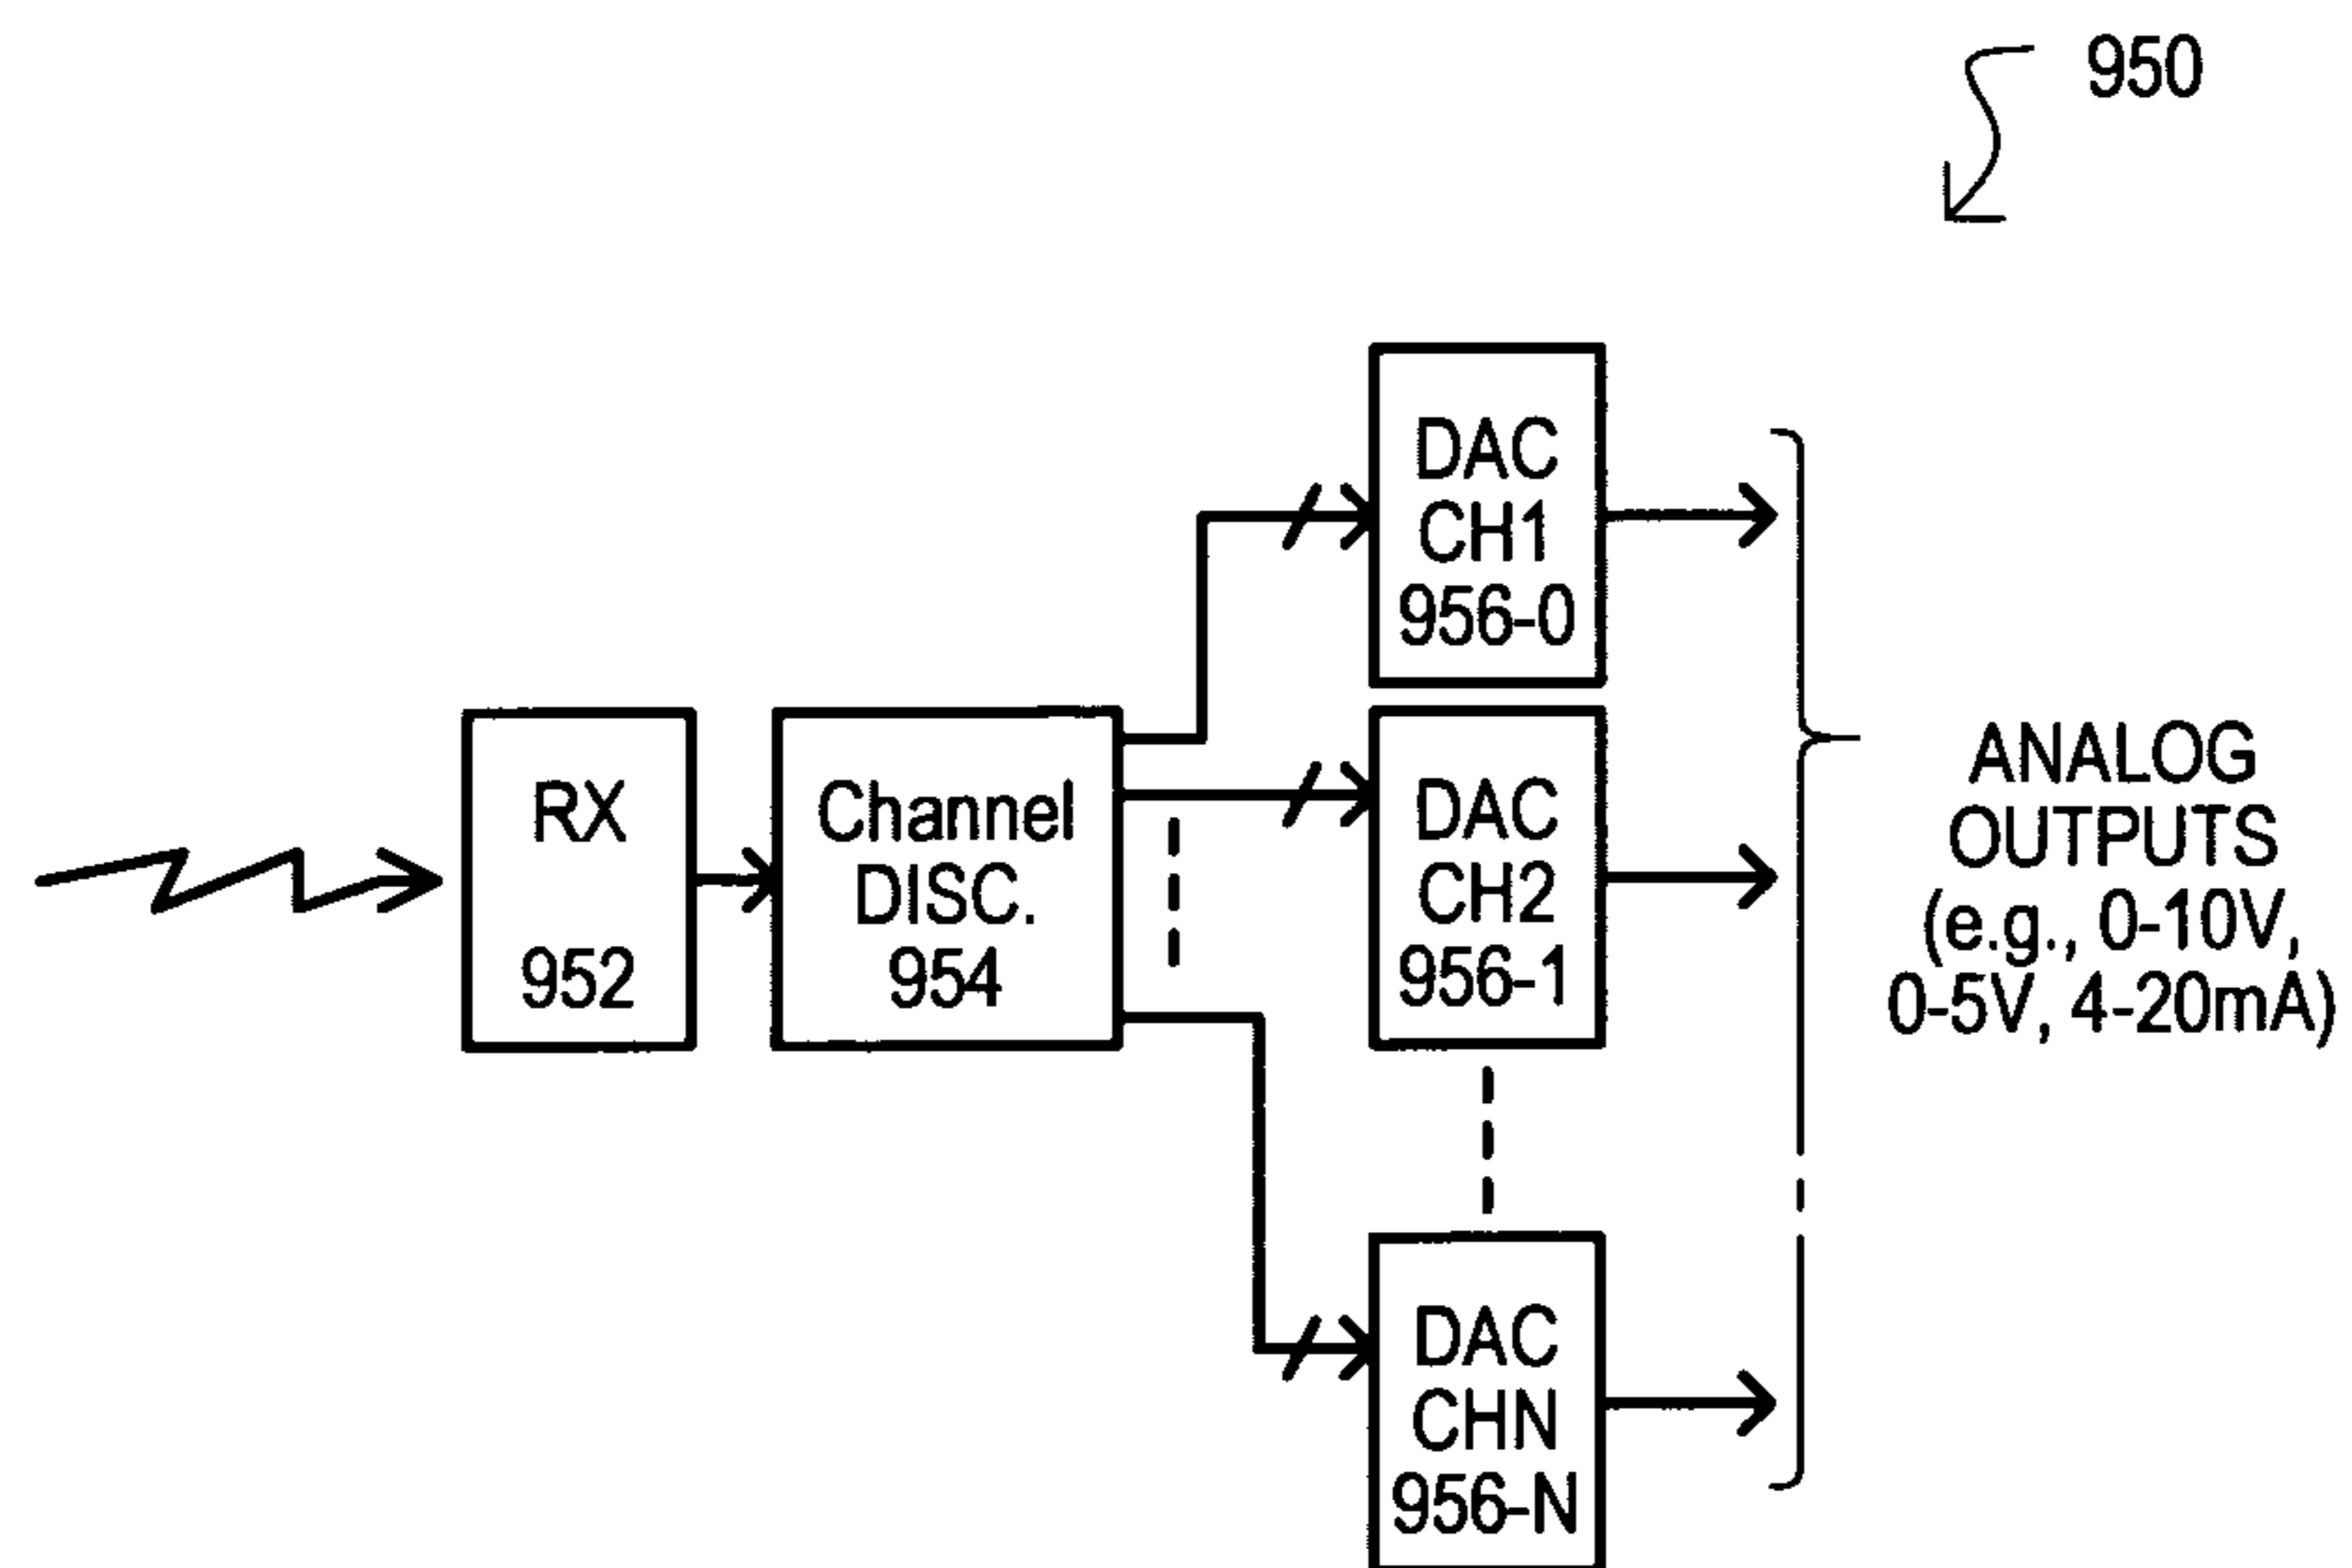 950
DAC
CH1
956-0
RX
952
Channel
DISC.
954
DAC
CH2
956-1
DAC
CHN
956-N
ANALOG
OUTPUTS
(e.g., 0-10V,
0-5V, 4-20mA)